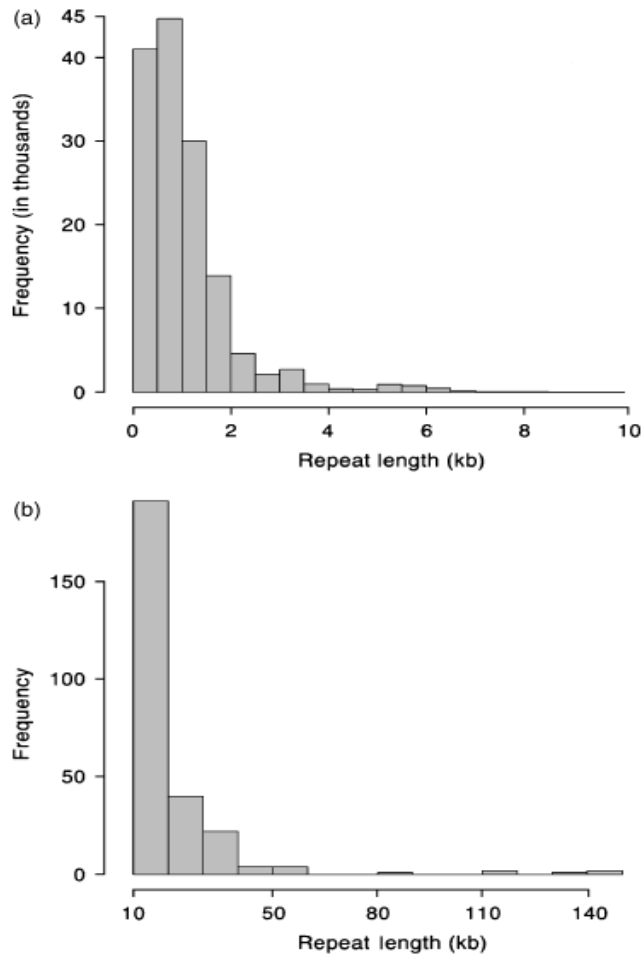 (a)
45
40
30
20
10
0
Frequency (in thousands)
0 2 4 6 8 10
Repeat length (kb)
(b)
150
100
50
0
Frequency
10 50 80 110 140
Repeat length (kb)